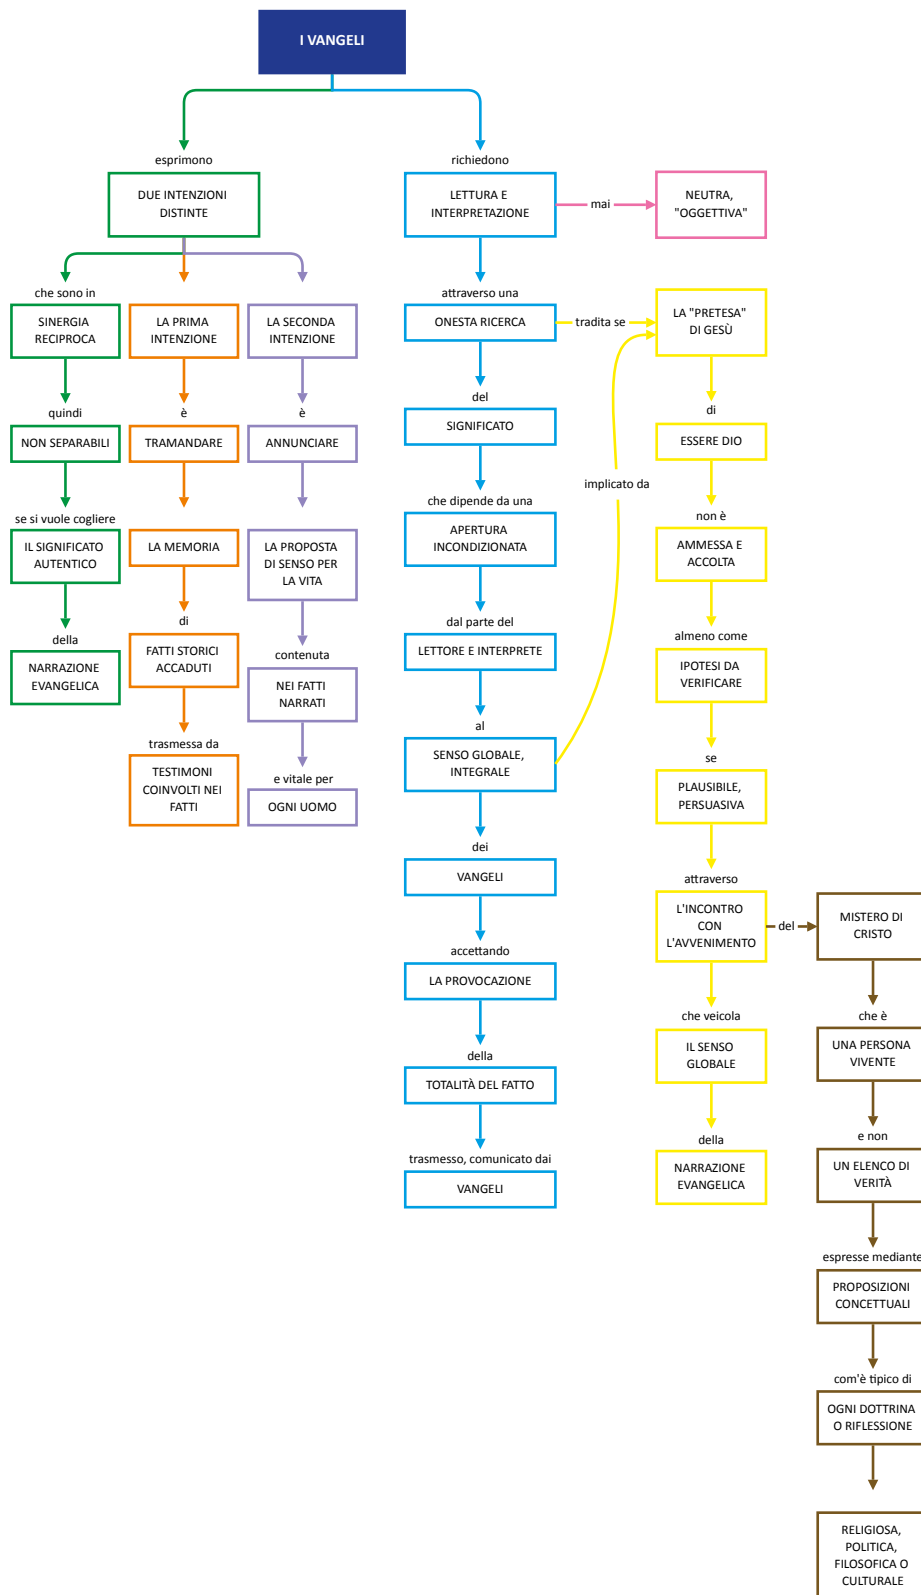 I VANGELI
esprimono
DUE INTENZIONI
DISTINTE
che sono in
SINERGIA
RECIPROCA
quindi
NON SEPARABILI
se si vuole cogliere
IL SIGNIFICATO
AUTENTICO
della
NARRAZIONE
EVANGELICA
LA PRIMA
INTENZIONE
è
TRAMANDARE
LA MEMORIA
di
FATTI STORICI
ACCADUTI
trasmessa da
TESTIMONI
COINVOLTI NEI
FATTI
LA SECONDA
INTENZIONE
è
ANNUNCIARE
LA PROPOSTA
DI SENSO PER
LA VITA
contenuta
NEI FATTI
NARRATI
e vitale per
OGNI UOMO
richiedono
LETTURA E
INTERPRETAZIONE
mai
NEUTRA,
"OGGETTIVA"
attraverso una
ONESTA RICERCA
tradita se
del
SIGNIFICATO
che dipende da una
APERTURA
INCONDIZIONATA
dal parte del
LETTORE E INTERPRETE
al
SENSO GLOBALE,
INTEGRALE
implicato da
dei
VANGELI
accettando
LA PROVOCAZIONE
della
TOTALITÀ DEL FATTO
trasmesso, comunicato dai
VANGELI
LA "PRETESA"
DI GESÙ
di
ESSERE DIO
non è
AMMESSA E
ACCOLTA
almeno come
IPOTESI DA
VERIFICARE
se
PLAUSIBILE,
PERSUASIVA
attraverso
L'INCONTRO
CON
L'AVVENIMENTO
del
che veicola
IL SENSO
GLOBALE
della
NARRAZIONE
EVANGELICA
MISTERO DI
CRISTO
che è
UNA PERSONA
VIVENTE
e non
UN ELENCO DI
VERITÀ
espresse mediante
PROPOSIZIONI
CONCETTUALI
com'è tipico di
OGNI DOTTRINA
O RIFLESSIONE
RELIGIOSA,
POLITICA,
FILOSOFICA O
CULTURALE